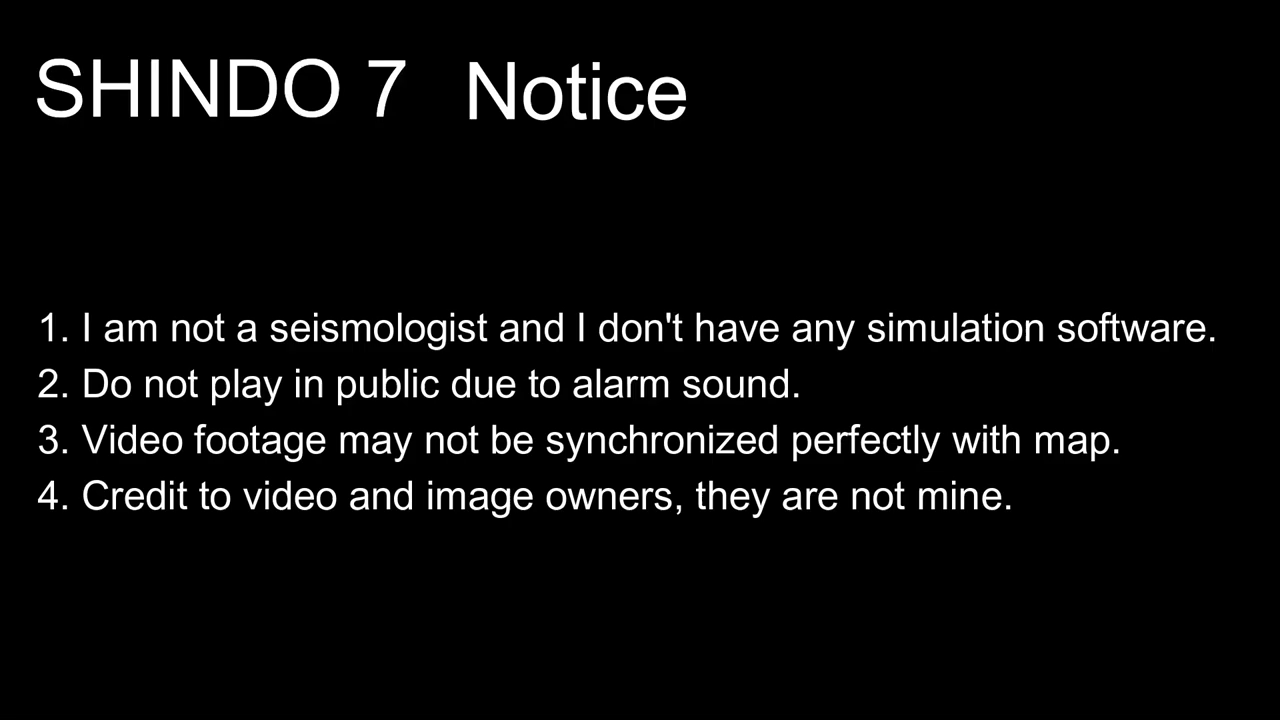 SHINDO 7 Notice
1. I am not a seismologist and I don't have any simulation software.
2. Do not play in public due to alarm sound.
3. Video footage may not be synchronized perfectly with map.
4. Credit to video and image owners, they are not mine.